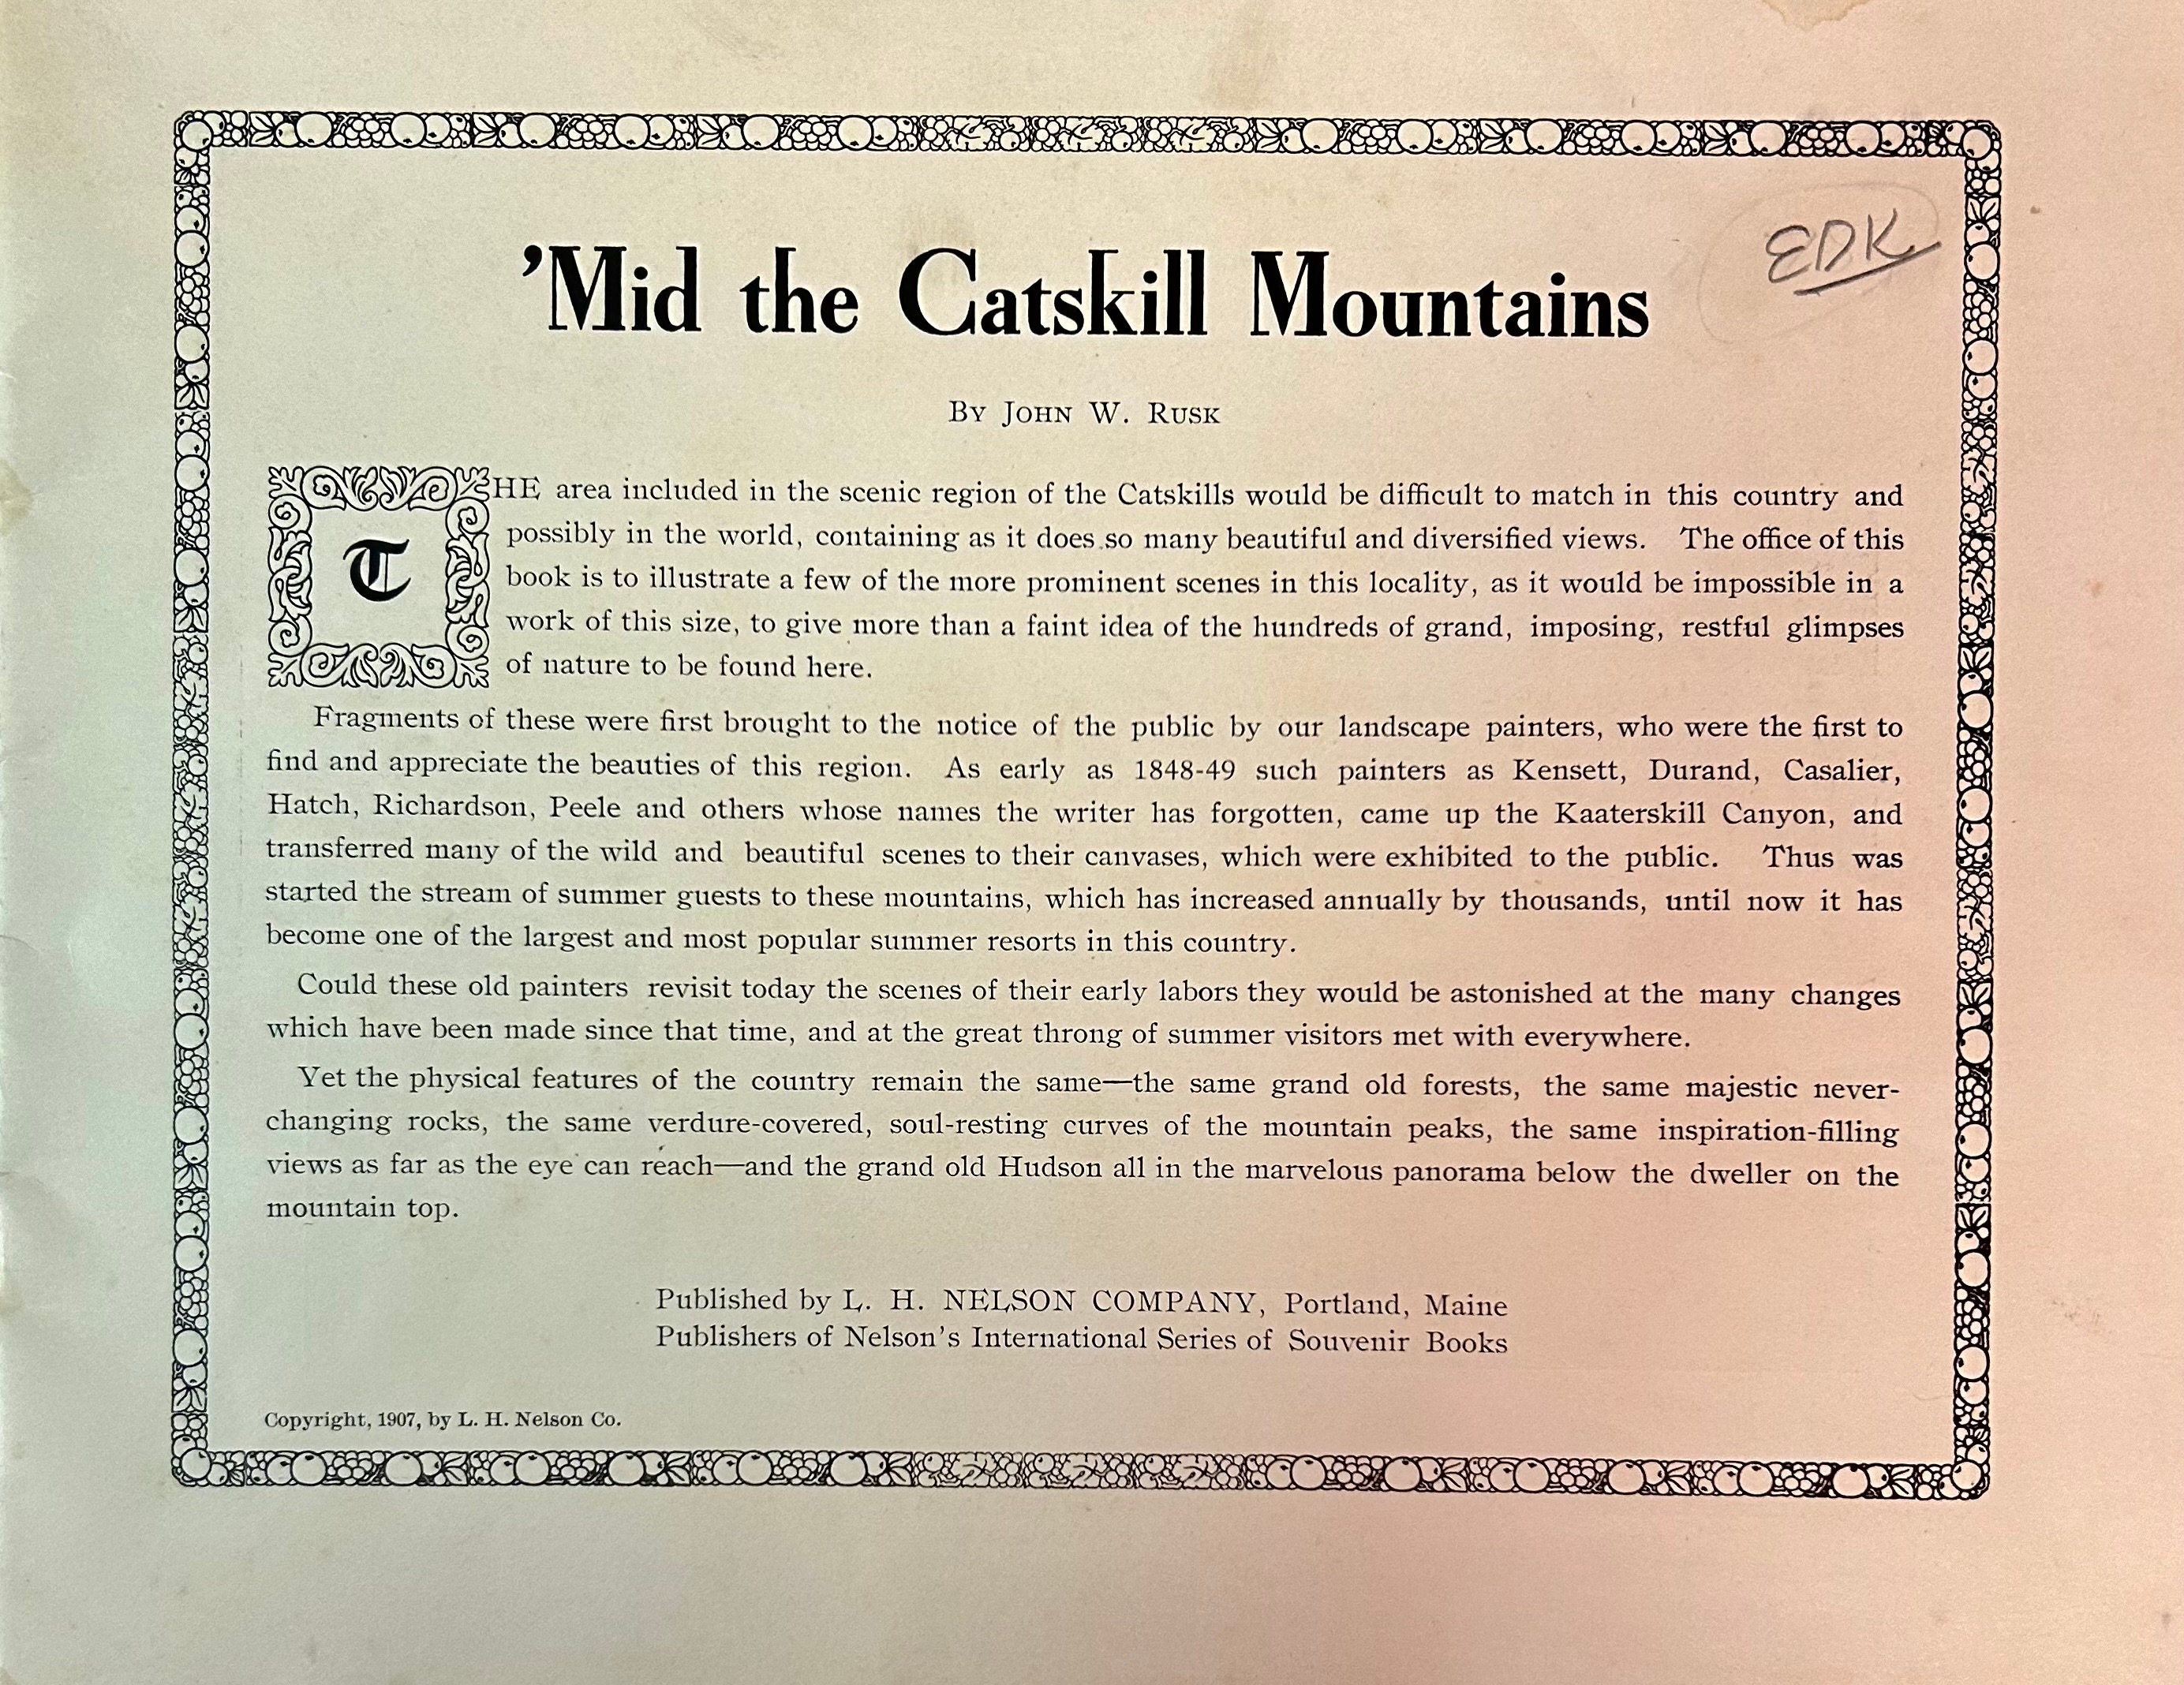 'Mid the Catskill Mountains
EDK
By John W. Rusk
THE area included in the scenic region of the Catskills would be difficult to match in this country and
possibly in the world, containing as it does so many beautiful and diversified views. The office of this
book is to illustrate a few of the more prominent scenes in this locality, as it would be impossible in a
work of this size, to give more than a faint idea of the hundreds of grand, imposing, restful glimpses
of nature to be found here.
Fragments of these were first brought to the notice of the public by our landscape painters, who were the first to
find and appreciate the beauties of this region. As early as 1848-49 such painters as Kensett, Durand, Casalier,
Hatch, Richardson, Peele and others whose names the writer has forgotten, came up the Kaaterskill Canyon, and
transferred many of the wild and beautiful scenes to their canvases, which were exhibited to the public. Thus was
started the stream of summer guests to these mountains, which has increased annually by thousands, until now it has
become one of the largest and most popular summer resorts in this country.
Could these old painters revisit today the scenes of their early labors they would be astonished at the many changes
which have been made since that time, and at the great throng of summer visitors met with everywhere.
Yet the physical features of the country remain the same—the same grand old forests, the same majestic never-
changing rocks, the same verdure-covered, soul-resting curves of the mountain peaks, the same inspiration-filling
views as far as the eye can reach—and the grand old Hudson all in the marvelous panorama below the dweller on the
mountain top.
Published by L. H. NELSON COMPANY, Portland, Maine
Publishers of Nelson's International Series of Souvenir Books
Copyright, 1907, by L. H. Nelson Co.